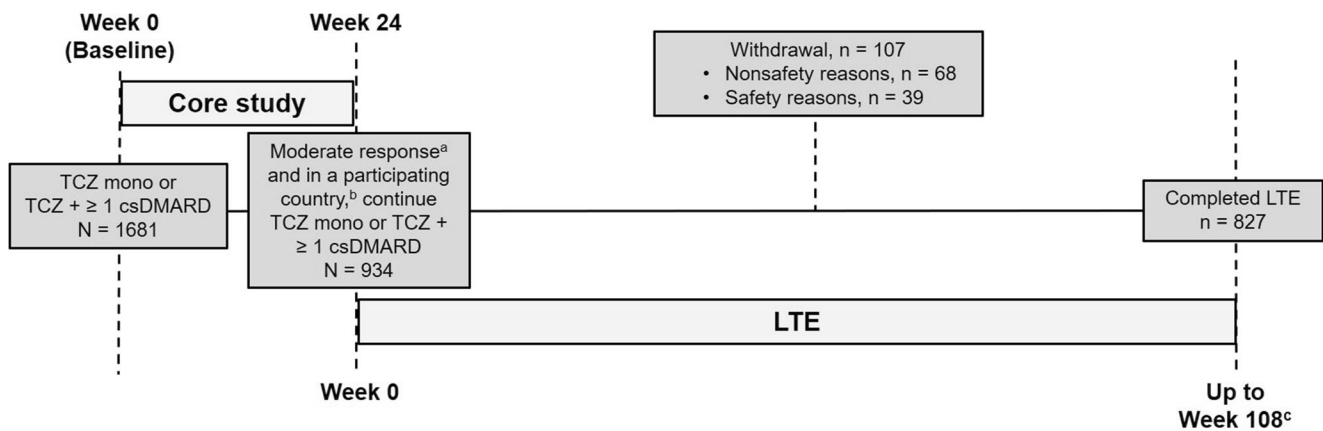 Week 0
(Baseline)
Week 24
Withdrawal, n = 107
• Nonsafety reasons, n = 68
• Safety reasons, n = 39
Core study
TCZ mono or
TCZ + ≥ 1 csDMARD
N = 1681
Moderate responseᵃ
and in a participating
country,ᵇ continue
TCZ mono or TCZ +
≥ 1 csDMARD
N = 934
Completed LTE
n = 827
LTE
Week 0
Up to
Week 108ᶜ